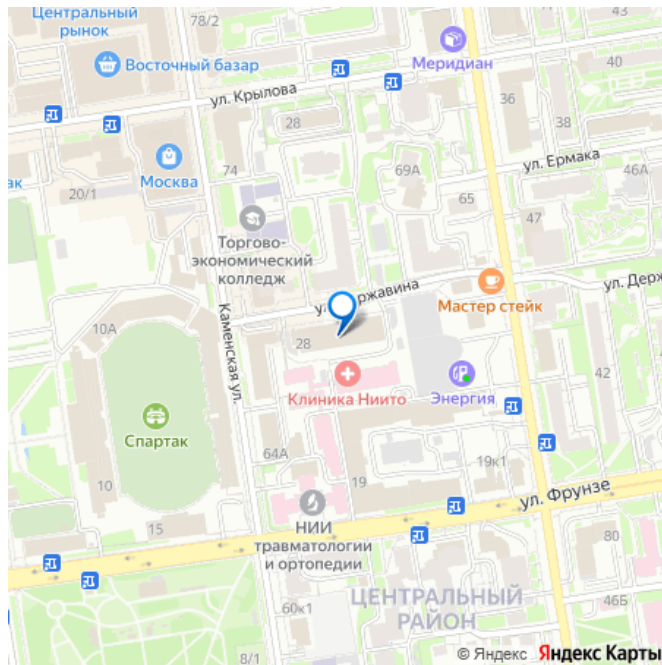 Центральный
рынок
78/2
43
Восточный базар
Меридиан
40
ул. Крылова
36
28
38
Москва
74
ул. Ермака
69А
46А
ак
20/1
65
47
Торгово-
экономический
колледж
ул. Держ
Мастер стейк
Каменская ул.
10А
28
42
Клиника Ниито
Энергия
Спартак
64А
19к1
10
19
ул. Фрунзе
15
НИИ
травматологии
и ортопедии
80
ЦЕНТРАЛЬНЫЙ
РАЙОН
60к1
46Б
8/1
© Яндекс Яндекс Карты